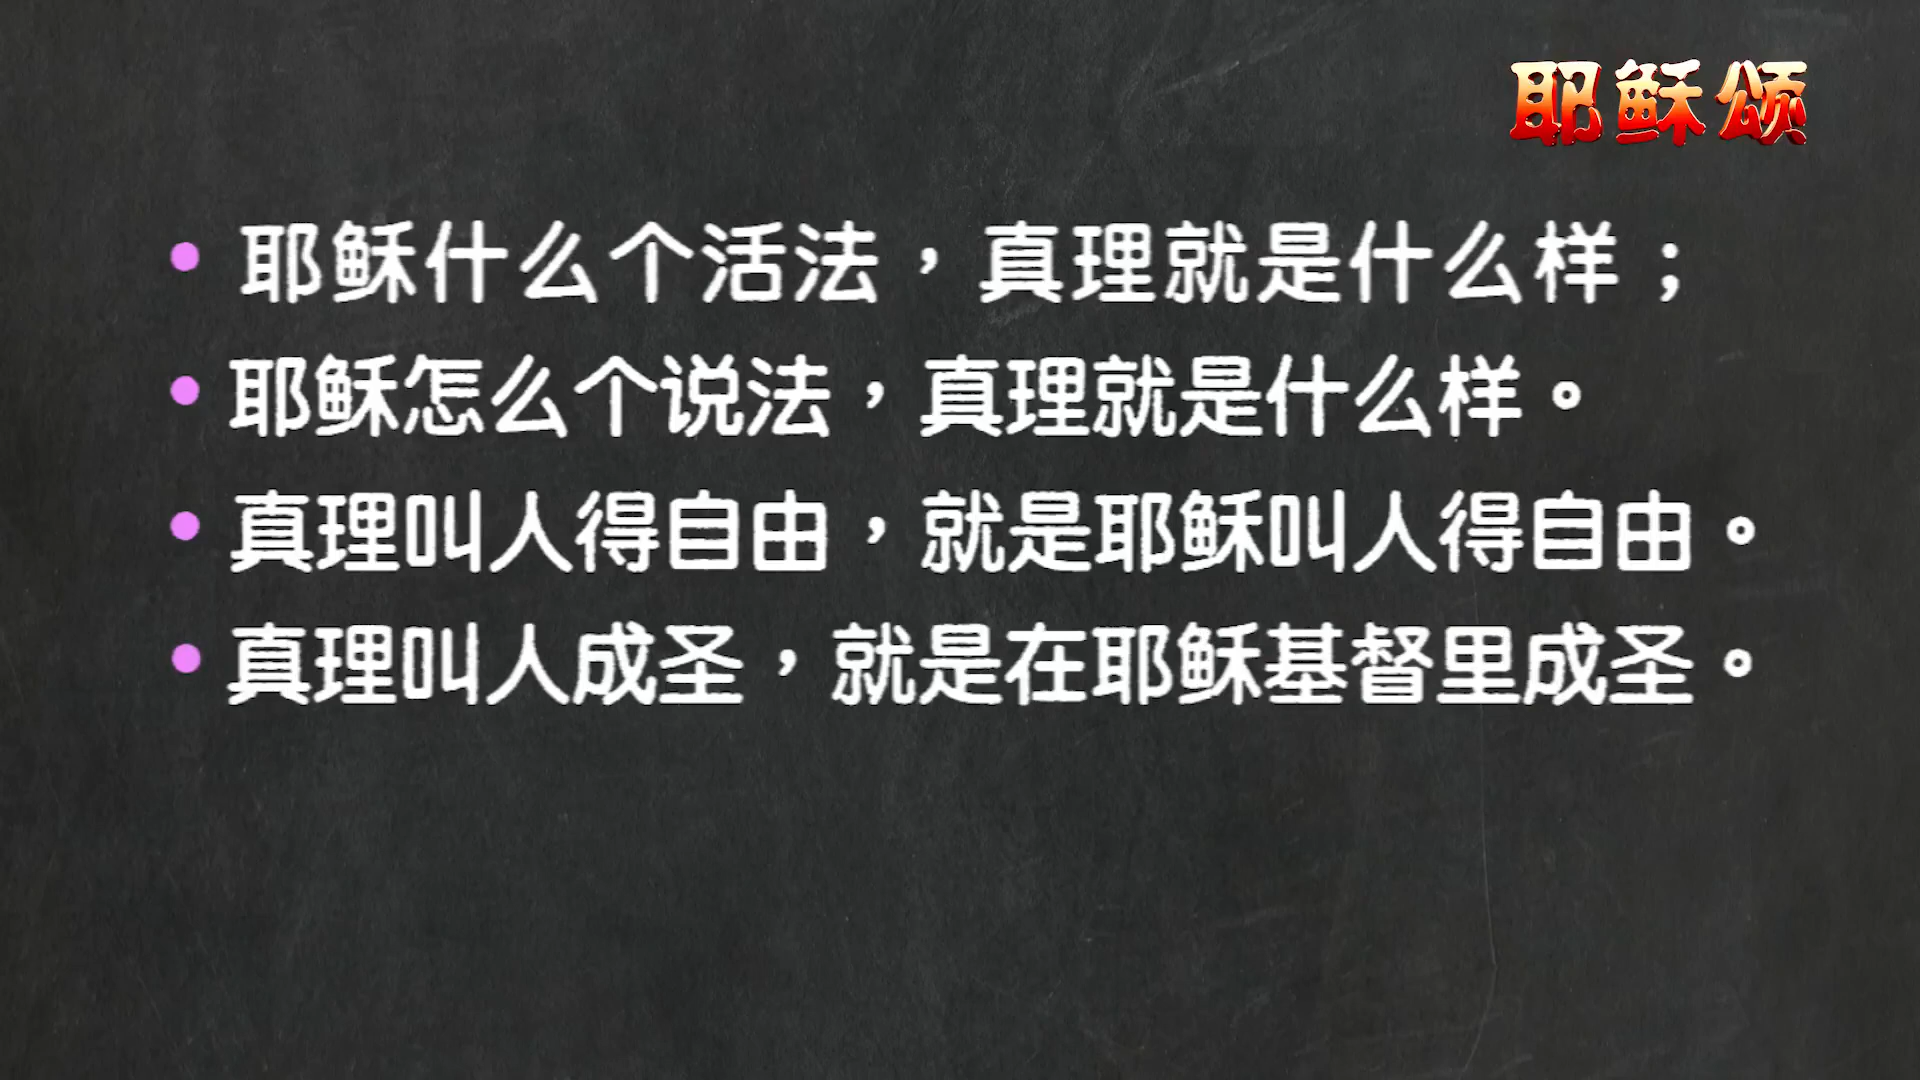 耶稣颂
• 耶稣什么个活法，真理就是什么样；
• 耶稣怎么个说法，真理就是什么样。
• 真理叫人得自由，就是耶稣叫人得自由。
• 真理叫人成圣，就是在耶稣基督里成圣。